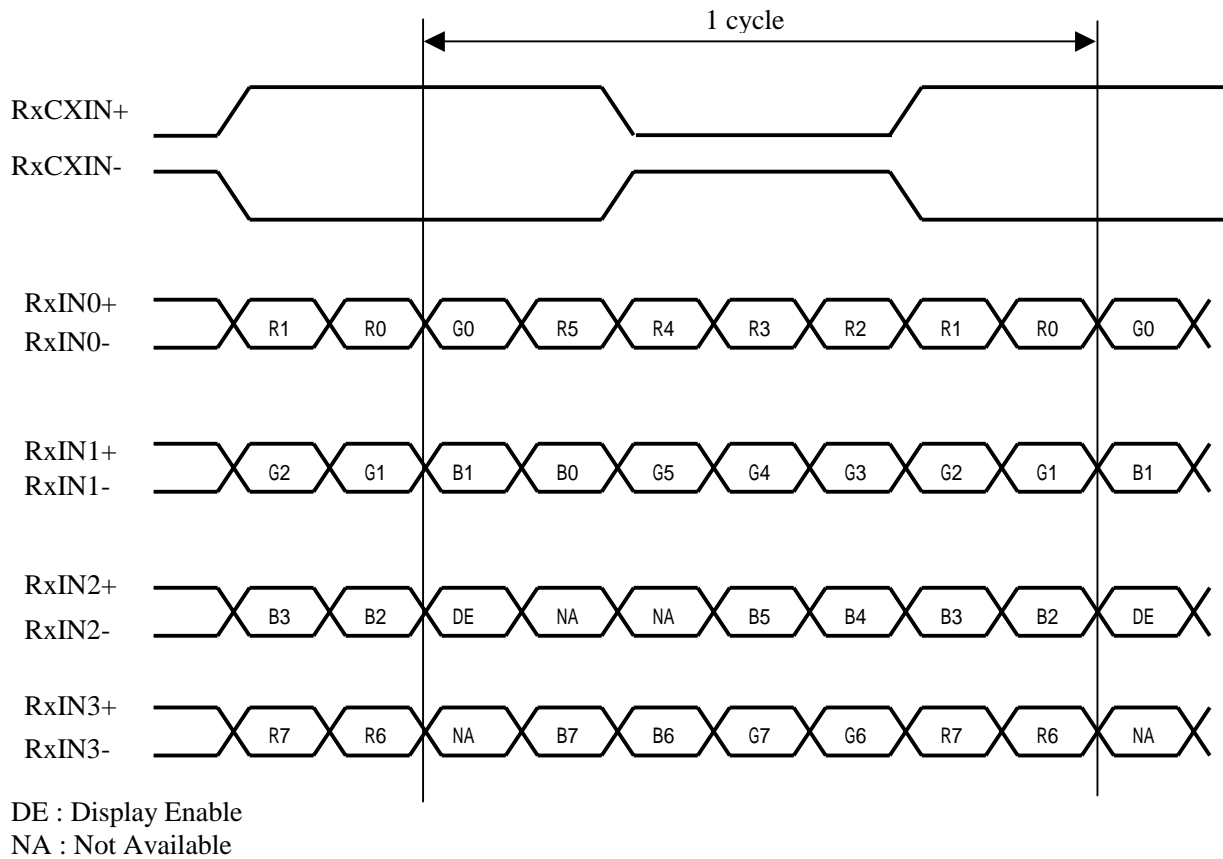 1 cycle
RxCXIN+
RxCXIN-
RxIN0+
R1 R0 G0 R5 R4 R3 R2 R1 R0 G0
RxIN0-
RxIN1+
G2 G1 B1 B0 G5 G4 G3 G2 G1 B1
RxIN1-
RxIN2+
B3 B2 DE NA NA B5 B4 B3 B2 DE
RxIN2-
RxIN3+
R7 R6 NA B7 B6 G7 G6 R7 R6 NA
RxIN3-
DE : Display Enable
NA : Not Available